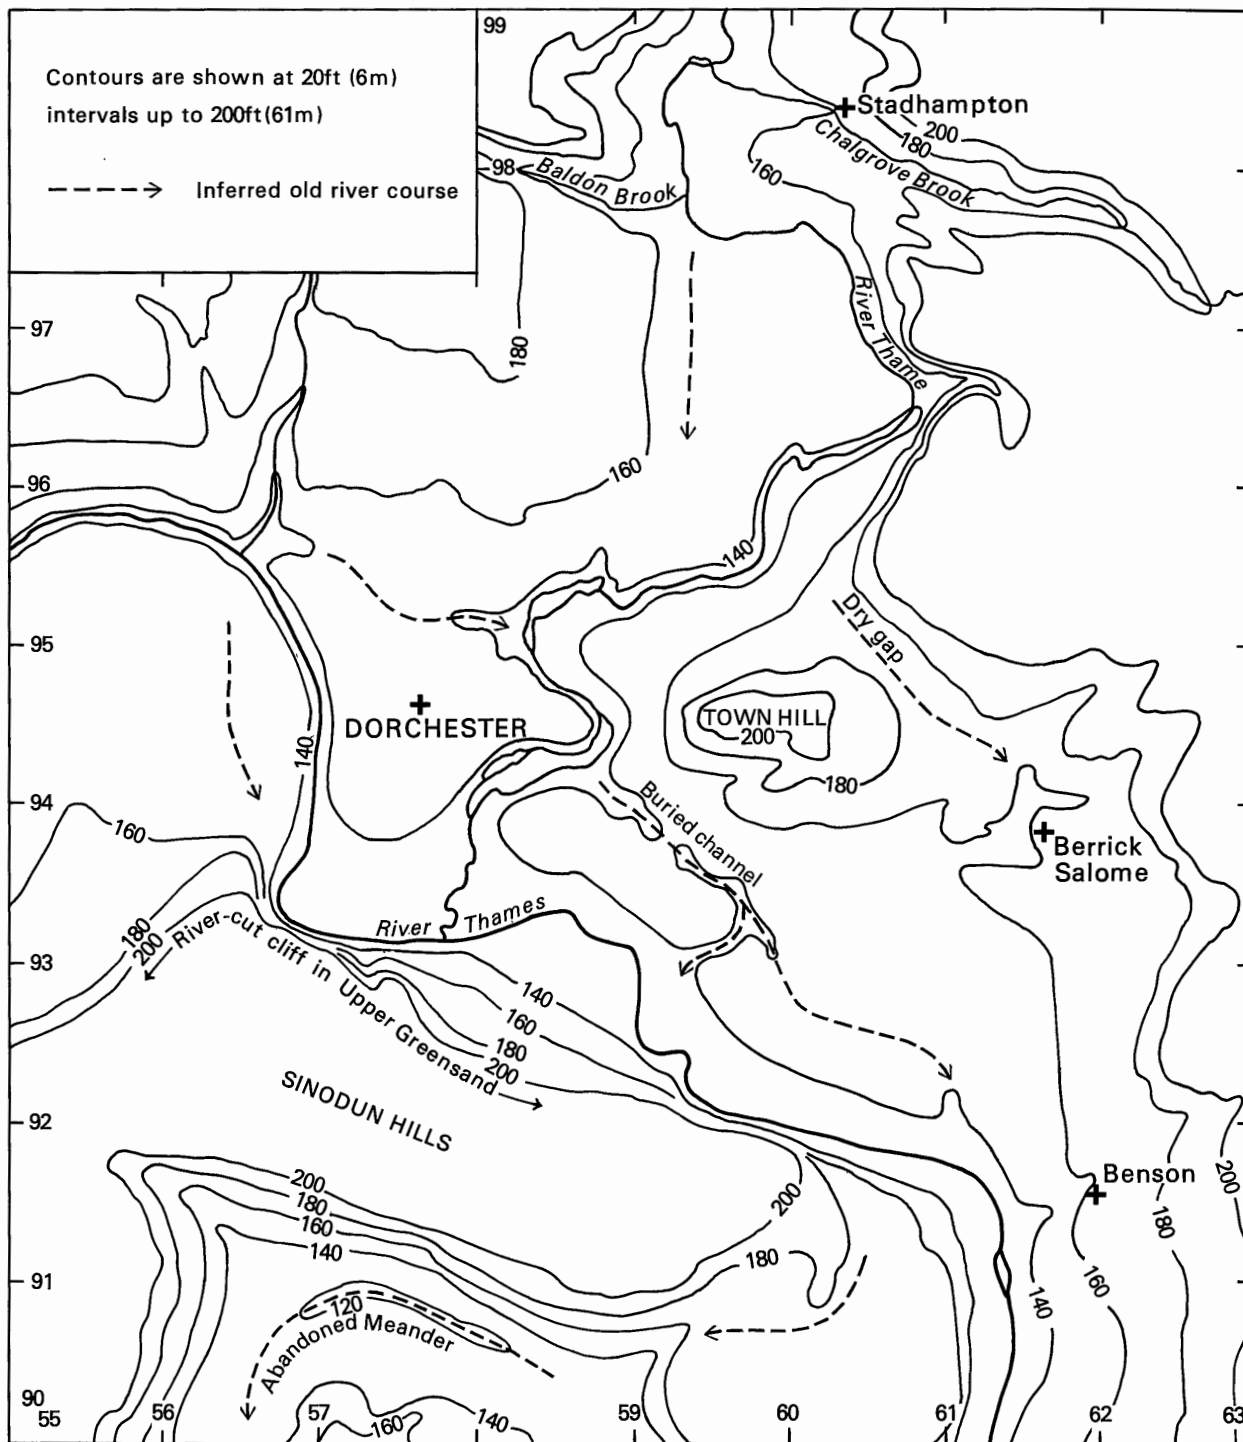 Contours are shown at 20ft (6m)
intervals up to 200ft (61m)
Inferred old river course
99
98
Baldon Brook
Stadhampton
200
180
Chalgrove Brook
160
River Thame
97
180
160
96
140
Dry gap
95
TOWN HILL
200
180
DORCHESTER
140
94
160
Buried channel
Berrick
Salome
180
200
River-cut cliff in Upper Greensand
River Thames
93
140
160
180
200
SINODUN HILLS
92
Benson
200
180
160
140
200
180
200
180
160
140
91
120
Abandoned Meander
160
140
90
55
56
57
59
60
61
62
63